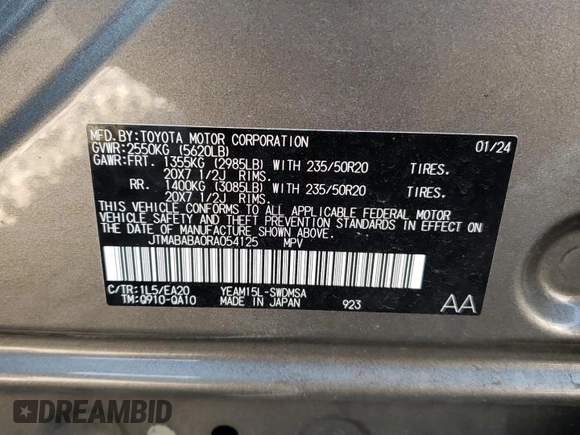 MFD. BY: TOYOTA MOTOR CORPORATION 01/24
GVWR: 2550KG (5620LB)
GAWR: FRT. 1355KG (2985LB) WITH 235/50R20 TIRES.
20X7 1/2J RIMS.
RR. 1400KG (3085LB) WITH 235/50R20 TIRES.
20X7 1/2J RIMS.
THIS VEHICLE CONFORMS TO ALL APPLICABLE FEDERAL MOTOR
VEHICLE SAFETY AND BUMPER STANDARDS IN EFFECT ON
THE DATE OF MANUFACTURE SHOWN ABOVE.
JTMABABA0RA054125 MPV
C/TR: 1L5/EA20 YEAM15L-SWDMSA
TM: Q910-QA10 MADE IN JAPAN 923 AA
DREAMBID